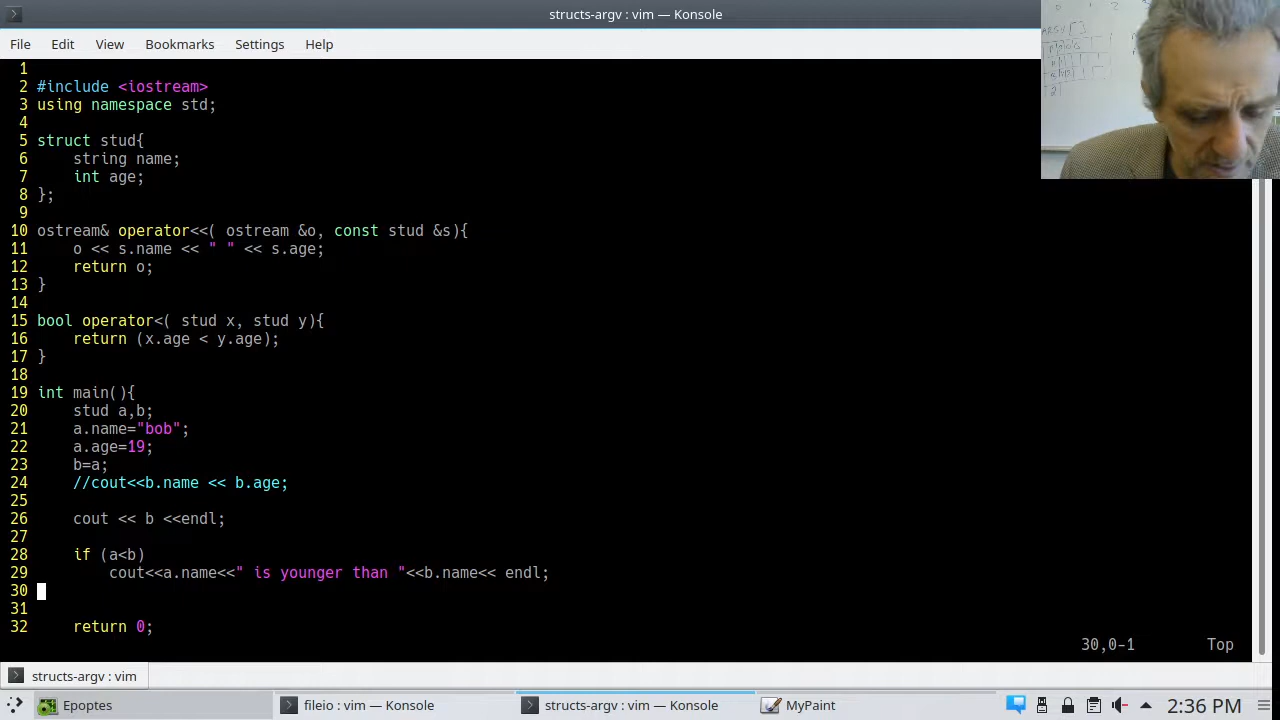 structs-argv : vim — Konsole
File Edit View Bookmarks Settings Help
1
2 #include <iostream>
3 using namespace std;
4
5 struct stud{
6     string name;
7     int age;
8 };
9
10 ostream& operator<<( ostream &o, const stud &s){
11     o << s.name << " " << s.age;
12     return o;
13 }
14
15 bool operator<( stud x, stud y){
16     return (x.age < y.age);
17 }
18
19 int main(){
20     stud a,b;
21     a.name="bob";
22     a.age=19;
23     b=a;
24     //cout<<b.name << b.age;
25
26     cout << b <<endl;
27
28     if (a<b)
29         cout<<a.name<<" is younger than "<<b.name<< endl;
30
31
32     return 0;
30,0-1 Top
structs-argv : vim
Epoptes fileio : vim — Konsole structs-argv : vim — Konsole MyPaint 2:36 PM